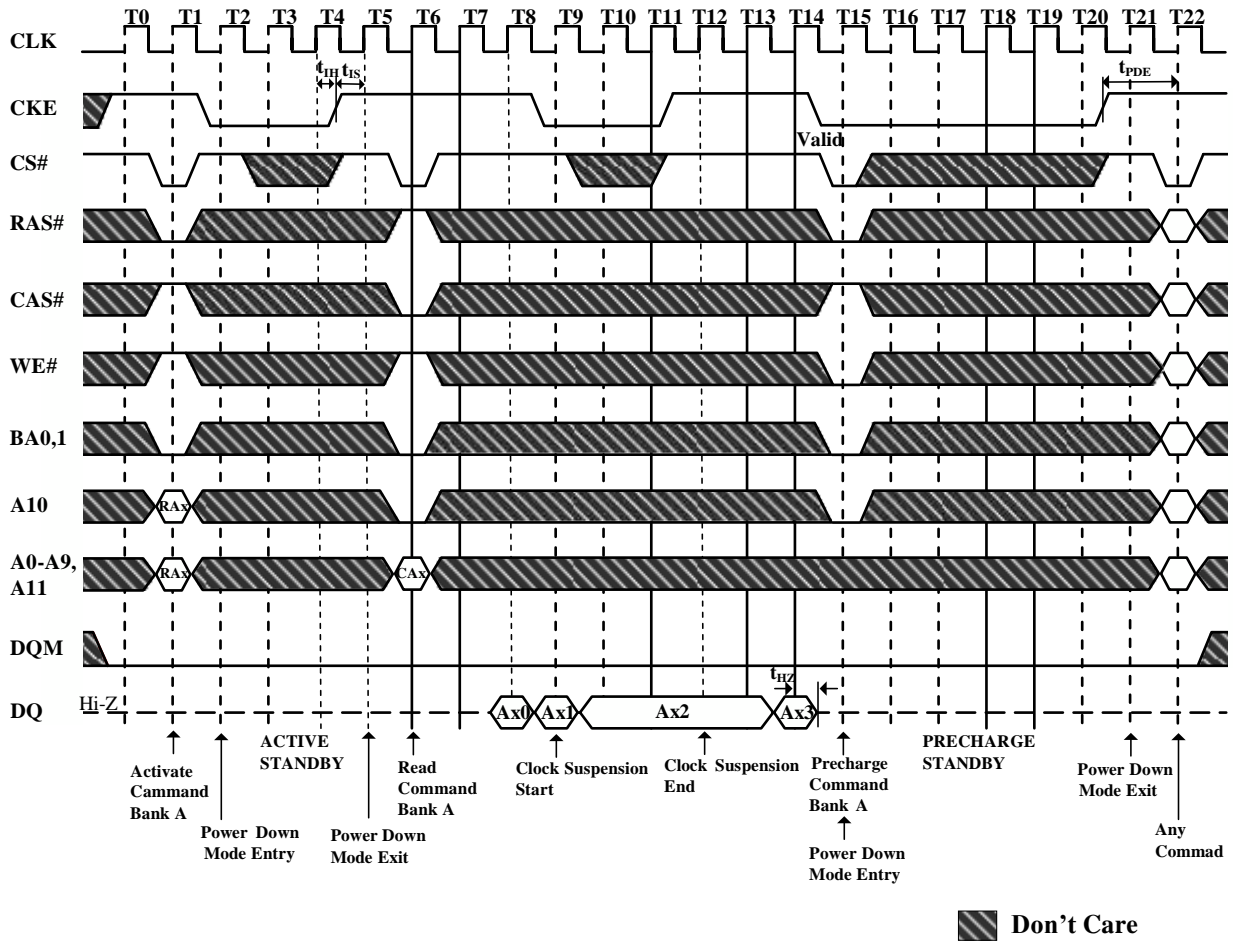 T0 T1 T2 T3 T4 T5 T6 T7 T8 T9 T10 T11 T12 T13 T14 T15 T16 T17 T18 T19 T20 T21 T22
CLK
tIH tIS
tPDE
CKE
Valid
CS#
RAS#
CAS#
WE#
BA0,1
A10
RAx
A0-A9,
A11
RAx
CAx
DQM
tHZ
DQ
Hi-Z
Ax0
Ax1
Ax2
Ax3
Activate
Cammand
Bank A
Power Down
Mode Entry
ACTIVE
STANDBY
Power Down
Mode Exit
Read
Command
Bank A
Clock Suspension
Start
Clock Suspension
End
Precharge
Command
Bank A
Power Down
Mode Entry
PRECHARGE
STANDBY
Power Down
Mode Exit
Any
Commad
Don't Care